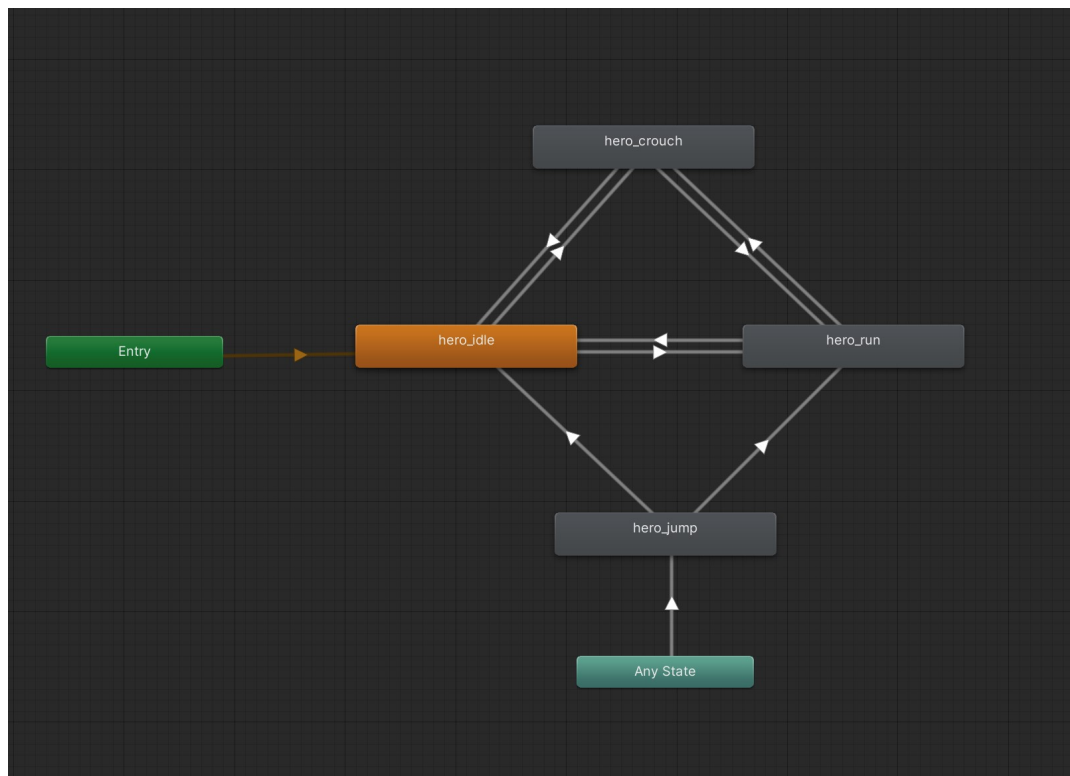 hero_crouch
Entry
hero_idle
hero_run
hero_jump
Any State